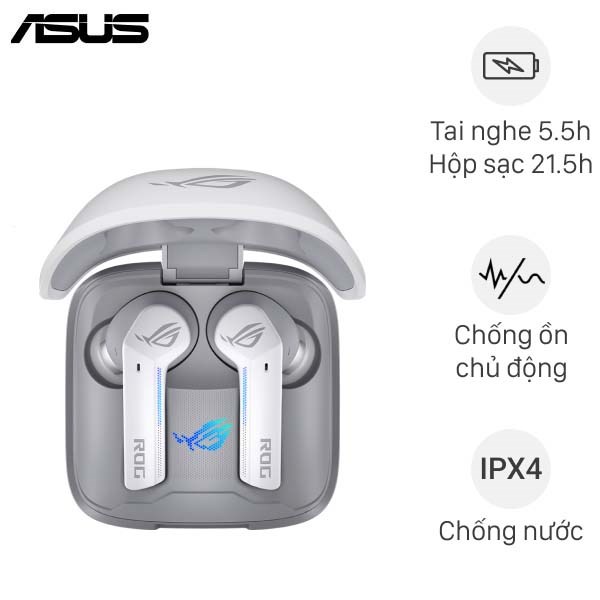 ASUS
Tai nghe 5.5h
Hộp sạc 21.5h
Chống ồn
chủ động
ROG
ROG
IPX4
Chống nước